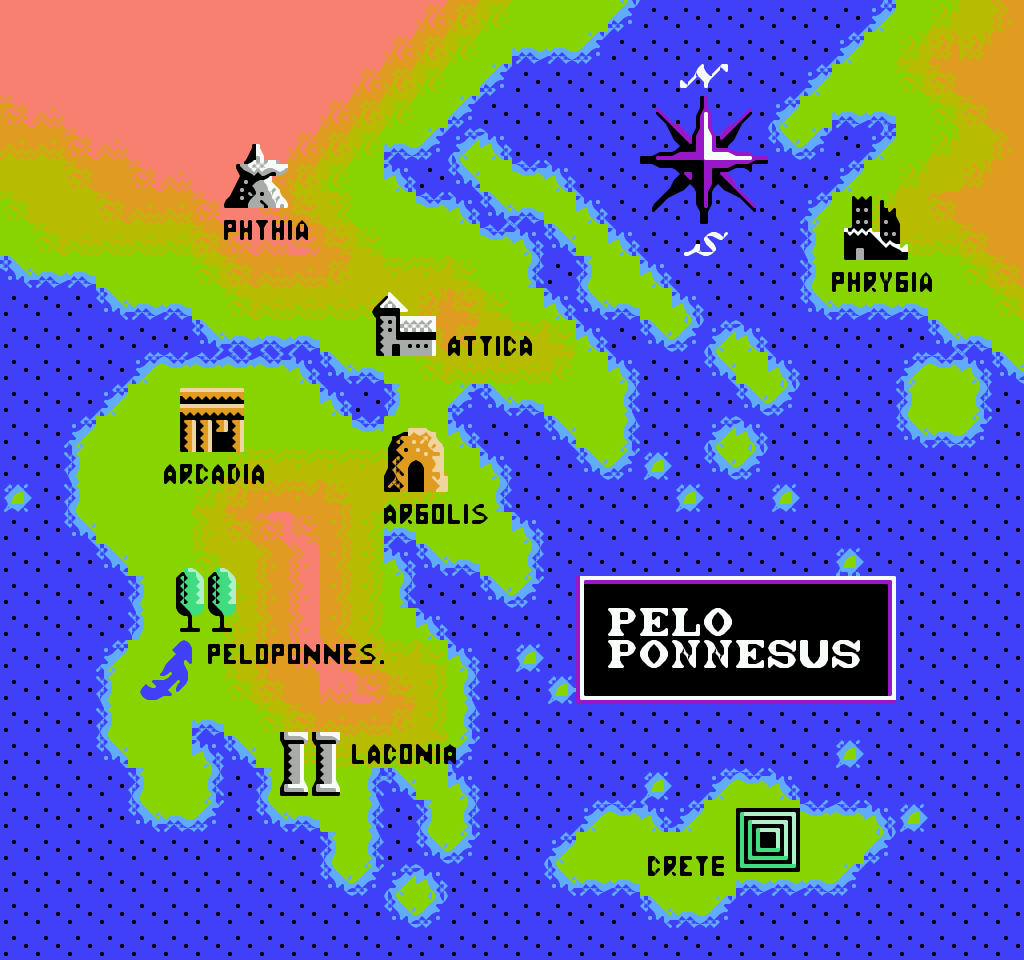 N
S
PHTHIA
PHRYGIA
ATTICA
ARCADIA
ARGOLIS
PELO
PONNESUS
PELOPONNES.
LACONIA
CRETE